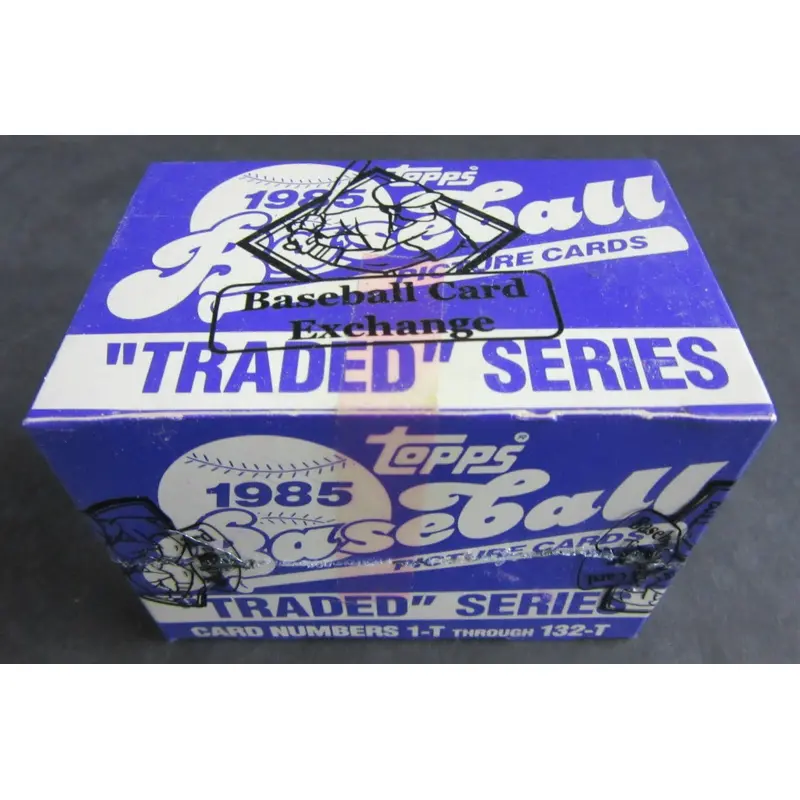 topps
1985
Baseball
PICTURE CARDS
Baseball Card
Exchange
"TRADED" SERIES
topps®
1985
Baseball
PICTURE CARDS
"TRADED" SERIE
CARD NUMBERS 1-T THROUGH 132-T